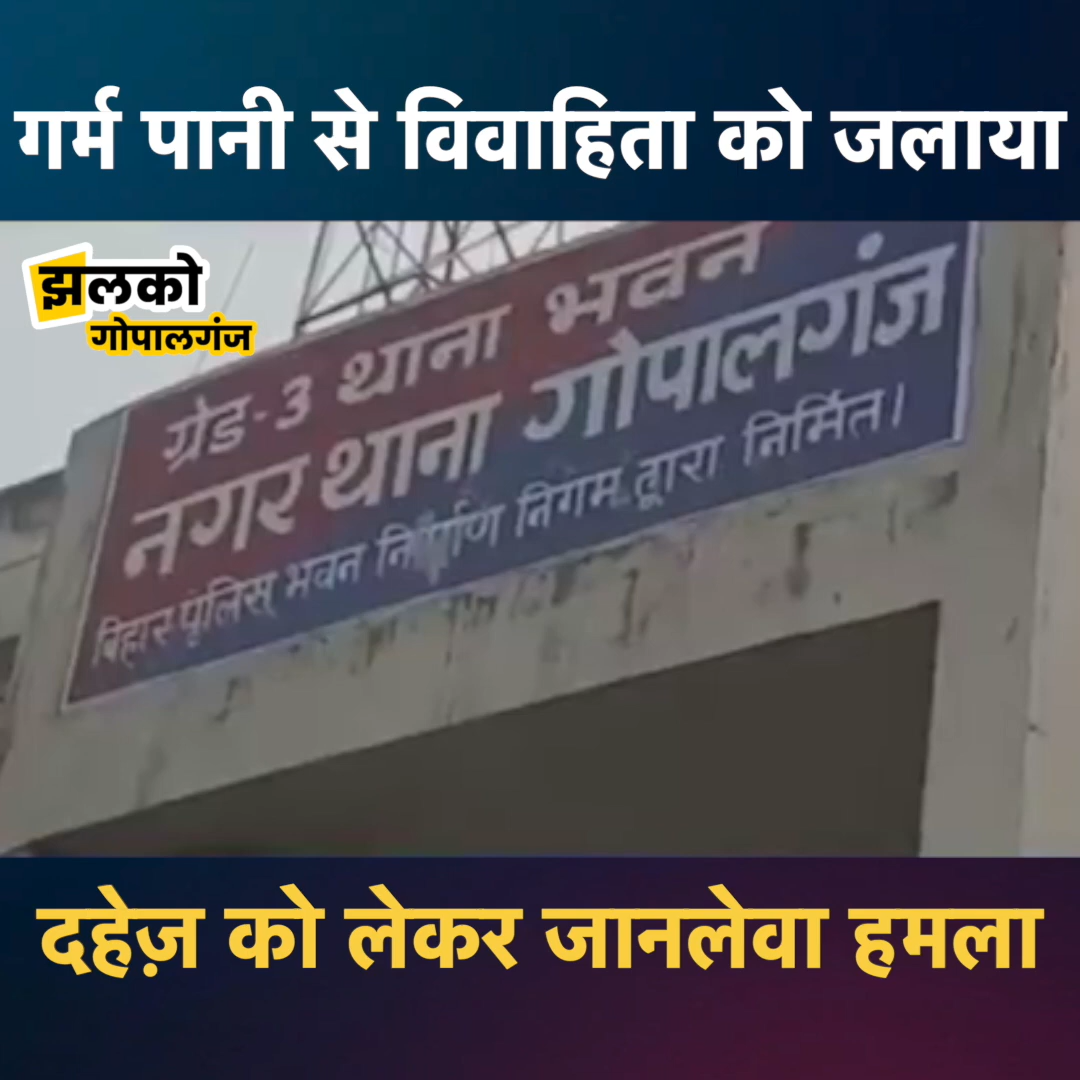 गर्म पानी से विवाहिता को जलाया
झलको
गोपालगंज
ग्रेड-3 थाना भवन
नगर थाना गोपालगंज
बिहार पुलिस भवन निर्माण निगम द्वारा निर्मित।
दहेज़ को लेकर जानलेवा हमला